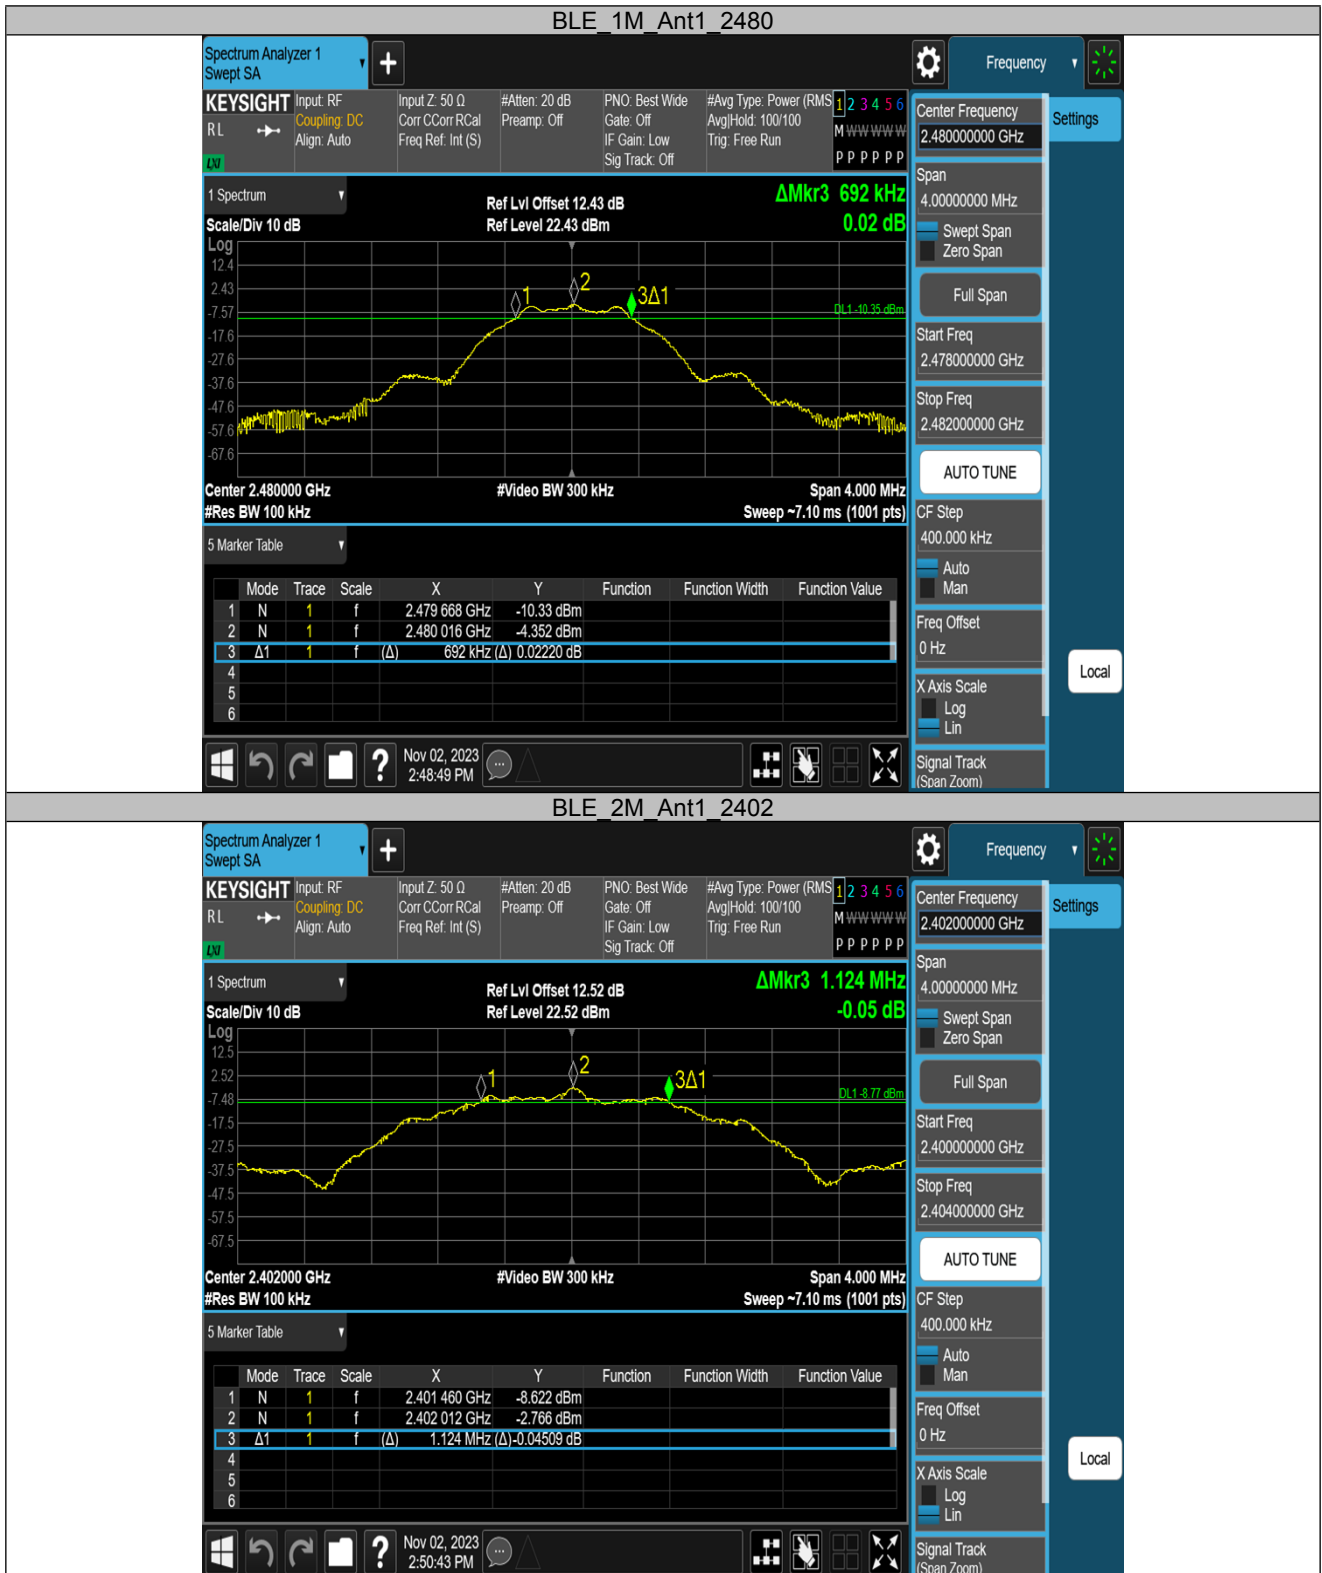 BLE_1M_Ant1_2480
Spectrum Analyzer 1
Swept SA
Frequency
KEYSIGHT
RL
LXI
Input: RF
Coupling: DC
Align: Auto
Input Z: 50 Ω
Corr CCorr RCal
Freq Ref: Int (S)
#Atten: 20 dB
Preamp: Off
PNO: Best Wide
Gate: Off
IF Gain: Low
Sig Track: Off
#Avg Type: Power (RMS
Avg|Hold: 100/100
Trig: Free Run
1 2 3 4 5 6
M W W W W W
P P P P P P
Center Frequency
2.480000000 GHz
Settings
Span
4.00000000 MHz
Swept Span
Zero Span
Full Span
Start Freq
2.478000000 GHz
Stop Freq
2.482000000 GHz
AUTO TUNE
CF Step
400.000 kHz
Auto
Man
Freq Offset
0 Hz
X Axis Scale
Log
Lin
Local
Signal Track
(Span Zoom)
1 Spectrum
Scale/Div 10 dB
Ref Lvl Offset 12.43 dB
Ref Level 22.43 dBm
ΔMkr3 692 kHz
0.02 dB
Log
12.4
2.43
-7.57
-17.6
-27.6
-37.6
-47.6
-57.6
-67.6
1
2
3Δ1
DL1 -10.35 dBm
Center 2.480000 GHz
#Video BW 300 kHz
Span 4.000 MHz
#Res BW 100 kHz
Sweep ~7.10 ms (1001 pts)
5 Marker Table
Mode Trace Scale X Y Function Function Width Function Value
1 N 1 f 2.479 668 GHz -10.33 dBm
2 N 1 f 2.480 016 GHz -4.352 dBm
3 Δ1 1 f (Δ) 692 kHz (Δ) 0.02220 dB
4
5
6
?
Nov 02, 2023
2:48:49 PM
BLE_2M_Ant1_2402
Spectrum Analyzer 1
Swept SA
Frequency
KEYSIGHT
RL
LXI
Input: RF
Coupling: DC
Align: Auto
Input Z: 50 Ω
Corr CCorr RCal
Freq Ref: Int (S)
#Atten: 20 dB
Preamp: Off
PNO: Best Wide
Gate: Off
IF Gain: Low
Sig Track: Off
#Avg Type: Power (RMS
Avg|Hold: 100/100
Trig: Free Run
1 2 3 4 5 6
M W W W W W
P P P P P P
Center Frequency
2.402000000 GHz
Settings
Span
4.00000000 MHz
Swept Span
Zero Span
Full Span
Start Freq
2.400000000 GHz
Stop Freq
2.404000000 GHz
AUTO TUNE
CF Step
400.000 kHz
Auto
Man
Freq Offset
0 Hz
X Axis Scale
Log
Lin
Local
Signal Track
(Span Zoom)
1 Spectrum
Scale/Div 10 dB
Ref Lvl Offset 12.52 dB
Ref Level 22.52 dBm
ΔMkr3 1.124 MHz
-0.05 dB
Log
12.5
2.52
-7.48
-17.5
-27.5
-37.5
-47.5
-57.5
-67.5
1
2
3Δ1
DL1 -8.77 dBm
Center 2.402000 GHz
#Video BW 300 kHz
Span 4.000 MHz
#Res BW 100 kHz
Sweep ~7.10 ms (1001 pts)
5 Marker Table
Mode Trace Scale X Y Function Function Width Function Value
1 N 1 f 2.401 460 GHz -8.622 dBm
2 N 1 f 2.402 012 GHz -2.766 dBm
3 Δ1 1 f (Δ) 1.124 MHz (Δ) -0.04509 dB
4
5
6
?
Nov 02, 2023
2:50:43 PM